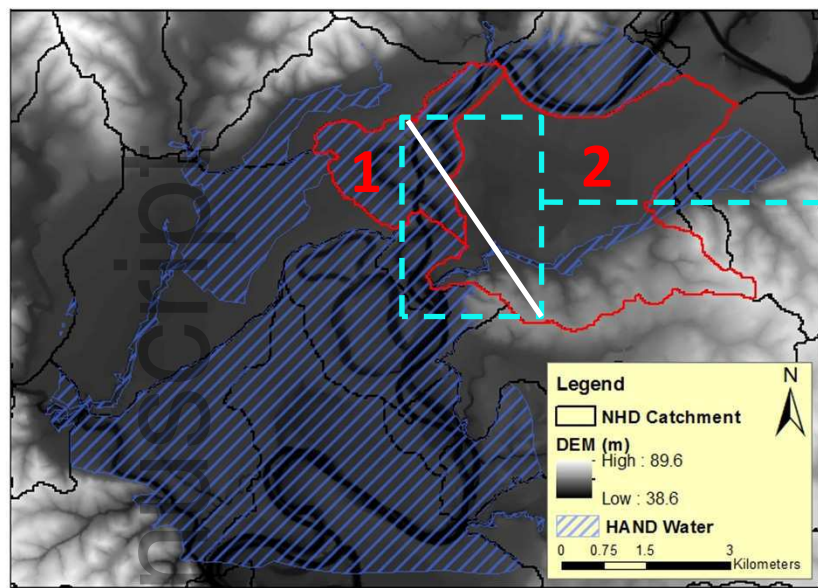 1
2
nuscript
Legend
N
NHD Catchment
DEM (m)
High : 89.6
Low : 38.6
HAND Water
0 0.75 1.5 3
Kilometers